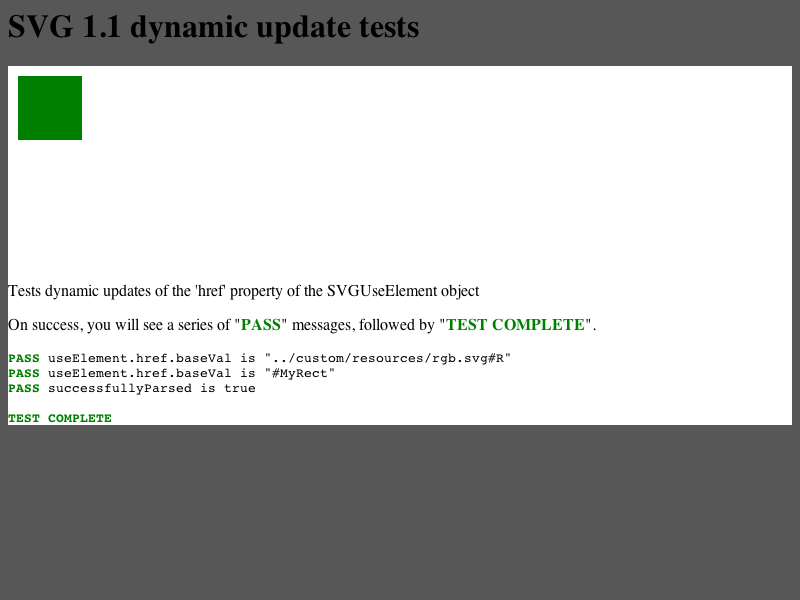 SVG 1.1 dynamic update tests
Tests dynamic updates of the 'href' property of the SVGUseElement object
On success, you will see a series of "PASS" messages, followed by "TEST COMPLETE".
PASS useElement.href.baseVal is "../custom/resources/rgb.svg#R"
PASS useElement.href.baseVal is "#MyRect"
PASS successfullyParsed is true
TEST COMPLETE